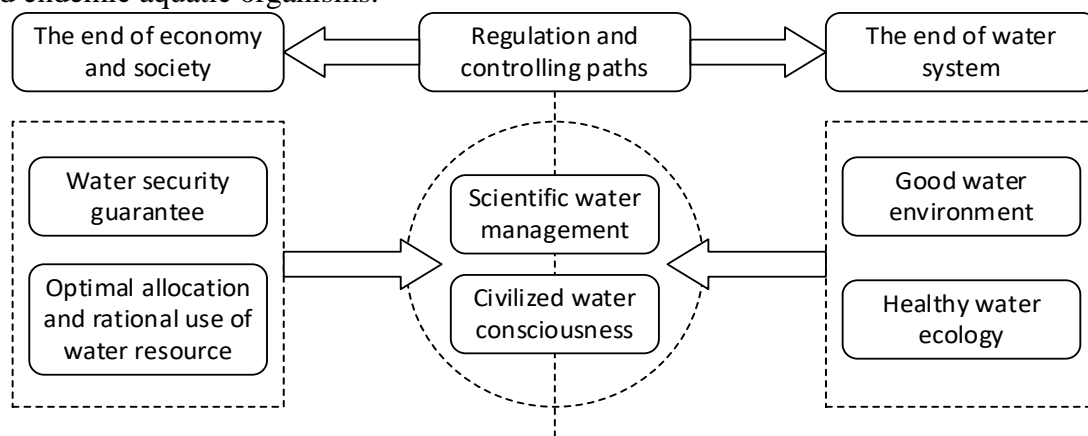 d endemic aquatic organisms.
The end of economy
and society
Regulation and
controlling paths
The end of water
system
Water security
guarantee
Optimal allocation
and rational use of
water resource
Scientific water
management
Civilized water
consciousness
Good water
environment
Healthy water
ecology